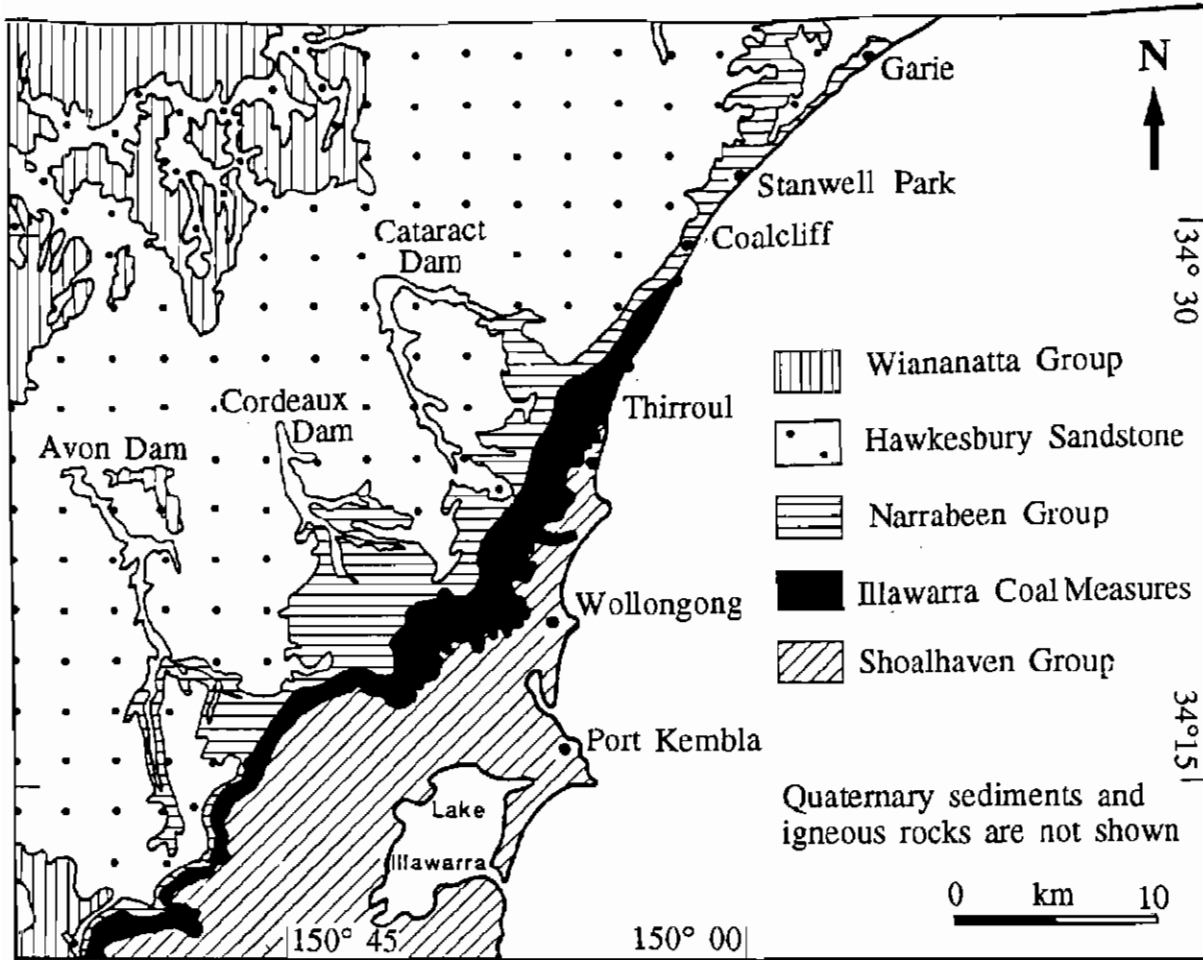 Garie
N
Stanwell Park
Cataract
Dam
Coalcliff
34° 30
Wiananatta Group
Cordeaux
Dam
Thirroul
Avon Dam
Hawkesbury Sandstone
Narrabeen Group
Wollongong
Illawarra Coal Measures
Shoalhaven Group
Port Kembla
34° 15
Lake
Illawarra
Quaternary sediments and
igneous rocks are not shown
0 km 10
150° 45
150° 00